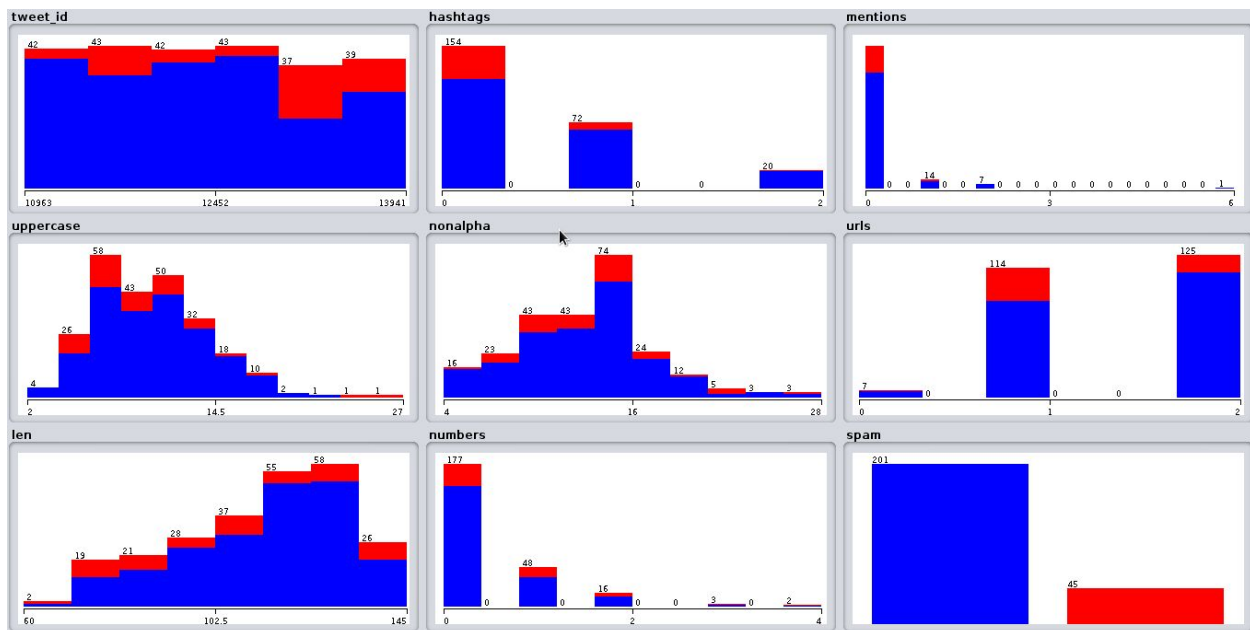 tweet_id
hashtags
mentions
42 43 42 43 37 39
10963 12452 13941
154 0 72 0 0 20
0 1 2
0 0 14 0 7 0 0 0 0 0 0 0 0 0 0 0 0 1
0 3 6
uppercase
nonalpha
urls
4 26 58 43 50 32 18 10 2 1 1 1
2 14.5 27
16 23 43 43 74 24 12 5 3 3
4 16 28
7 0 114 0 0 125
0 1 2
len
numbers
spam
2 19 21 28 37 55 58 26
60 102.5 145
177 0 48 0 16 0 0 3 0 2
0 2 4
201 45